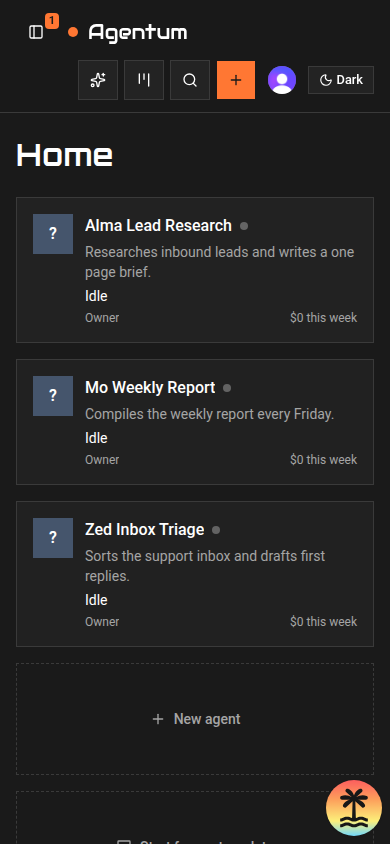 1
Agentum
Dark
Home
?
Alma Lead Research
Researches inbound leads and writes a one
page brief.
Idle
Owner
$0 this week
?
Mo Weekly Report
Compiles the weekly report every Friday.
Idle
Owner
$0 this week
?
Zed Inbox Triage
Sorts the support inbox and drafts first
replies.
Idle
Owner
$0 this week
New agent